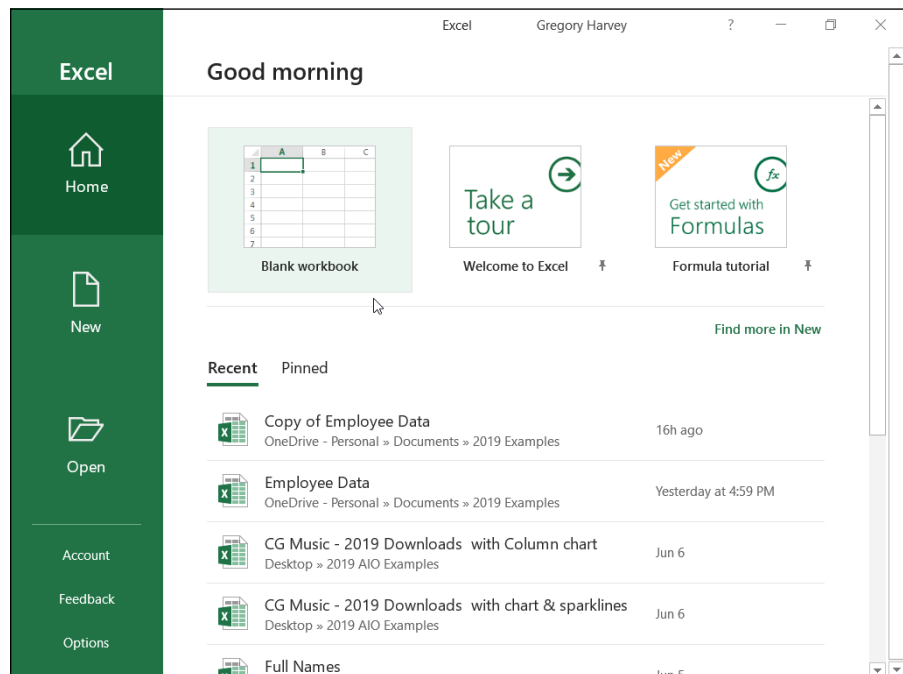 Excel Gregory Harvey ?
Excel
Good morning
Home
New
Open
Account
Feedback
Options
A B C
1
2
3
4
5
6
7
Blank workbook
Take a
tour
Welcome to Excel
New
fx
Get started with
Formulas
Formula tutorial
Find more in New
Recent Pinned
Copy of Employee Data
OneDrive - Personal » Documents » 2019 Examples
16h ago
Employee Data
OneDrive - Personal » Documents » 2019 Examples
Yesterday at 4:59 PM
CG Music - 2019 Downloads with Column chart
Desktop » 2019 AIO Examples
Jun 6
CG Music - 2019 Downloads with chart & sparklines
Desktop » 2019 AIO Examples
Jun 6
Full Names